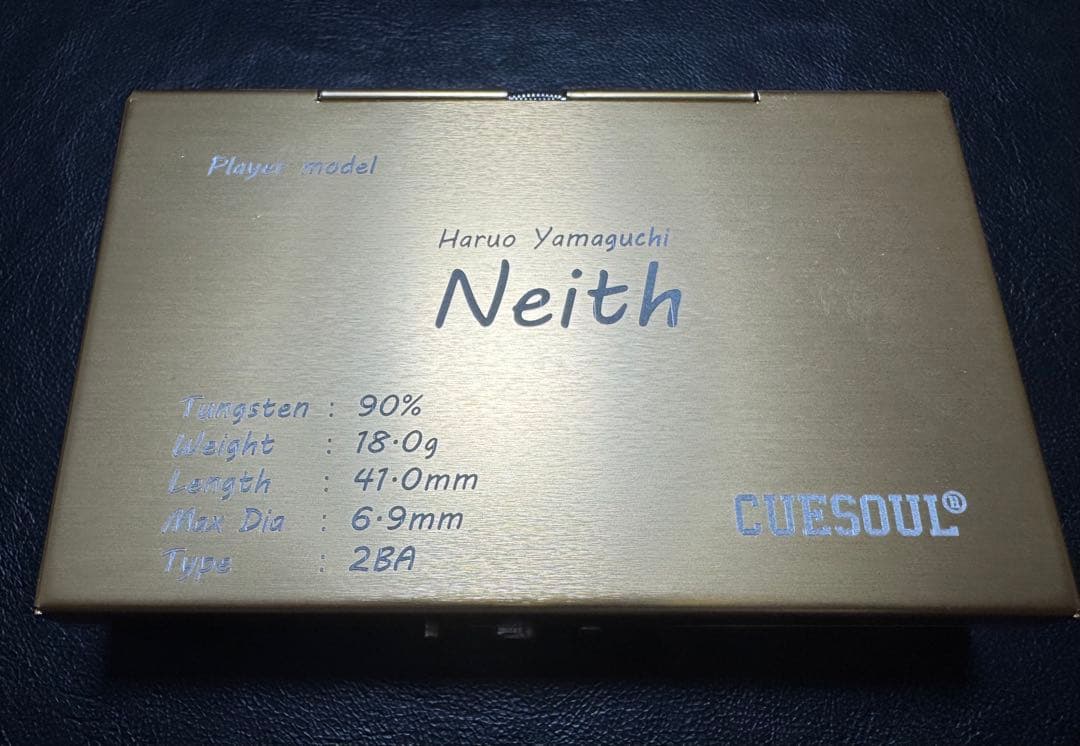 Player model
Haruo Yamaguchi
Neith
Tungsten : 90%
Weight : 18.0g
Length : 41.0mm
Max Dia : 6.9mm
Type : 2BA
CUESOUL®